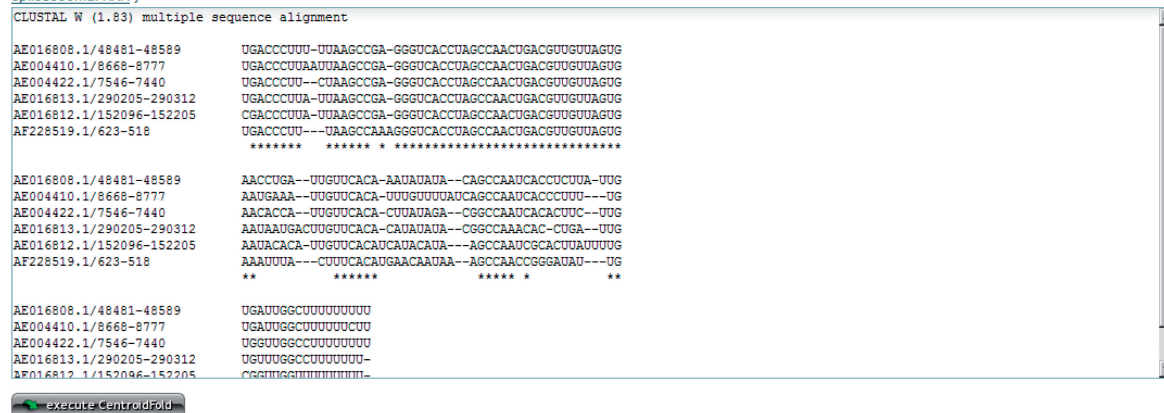 CLUSTAL W (1.83) multiple sequence alignment
AE016808.1/48481-48589 UGACCCUUU-UUAAGCCGA-GGGUCACCUAGCCAACUGACGUUGUUAGUG
AE004410.1/8668-8777 UGACCCUUAAUUAAGCCGA-GGGUCACCUAGCCAACUGACGUUGUUAGUG
AE004422.1/7546-7440 UGACCCUU--CUAAGCCGA-GGGUCACCUAGCCAACUGACGUUGUUAGUG
AE016813.1/290205-290312 UGACCCUUA-UUAAGCCGA-GGGUCACCUAGCCAACUGACGUUGUUAGUG
AE016812.1/152096-152205 CGACCCUUA-UUAAGCCGA-GGGUCACCUAGCCAACUGACGUUGUUAGUG
AF228519.1/623-518 UGACCCUU---UAAGCCAAAGGGUCACCUAGCCAACUGACGUUGUUAGUG
******* ****** * ******************************
AE016808.1/48481-48589 AACCUGA--UUGUUCACA-AAUAUAUA--CAGCCAAUCACCUCUUA-UUG
AE004410.1/8668-8777 AAUGAAA--UUGUUCACA-UUUGUUUUAUCAGCCAAUCACCCUUU---UG
AE004422.1/7546-7440 AACACCA--UUGUUCACA-CUUAUAGA--CGGCCAAUCACACUUC--UUG
AE016813.1/290205-290312 AAUAAUGACUUGUUCACA-CAUAUAUA--CGGCCAAACAC-CUGA--UUG
AE016812.1/152096-152205 AAUACACA-UUGUUCACAUCAUACAUA---AGCCAAUCGCACUUAUUUUG
AF228519.1/623-518 AAAUUUA---CUUUCACAUGAACAAUAA--AGCCAACCGGGAUAU---UG
** ****** ***** * **
AE016808.1/48481-48589 UGAUUGGCUUUUUUUUU
AE004410.1/8668-8777 UGAUUGGCUUUUUUCUU
AE004422.1/7546-7440 UGGUUGGCCUUUUUUUU
AE016813.1/290205-290312 UGUUUGGCCUUUUUUU-
AE016812.1/152096-152205 CGGUUGGUUUUUUUUU-
execute CentroidFold